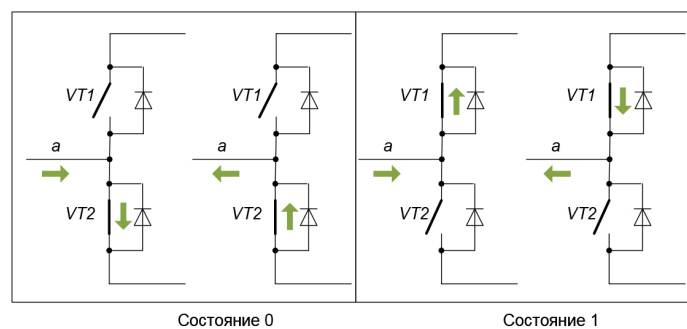 VT1 VT1 VT1 VT1
a a a a
VT2 VT2 VT2 VT2
Состояние 0 Состояние 1